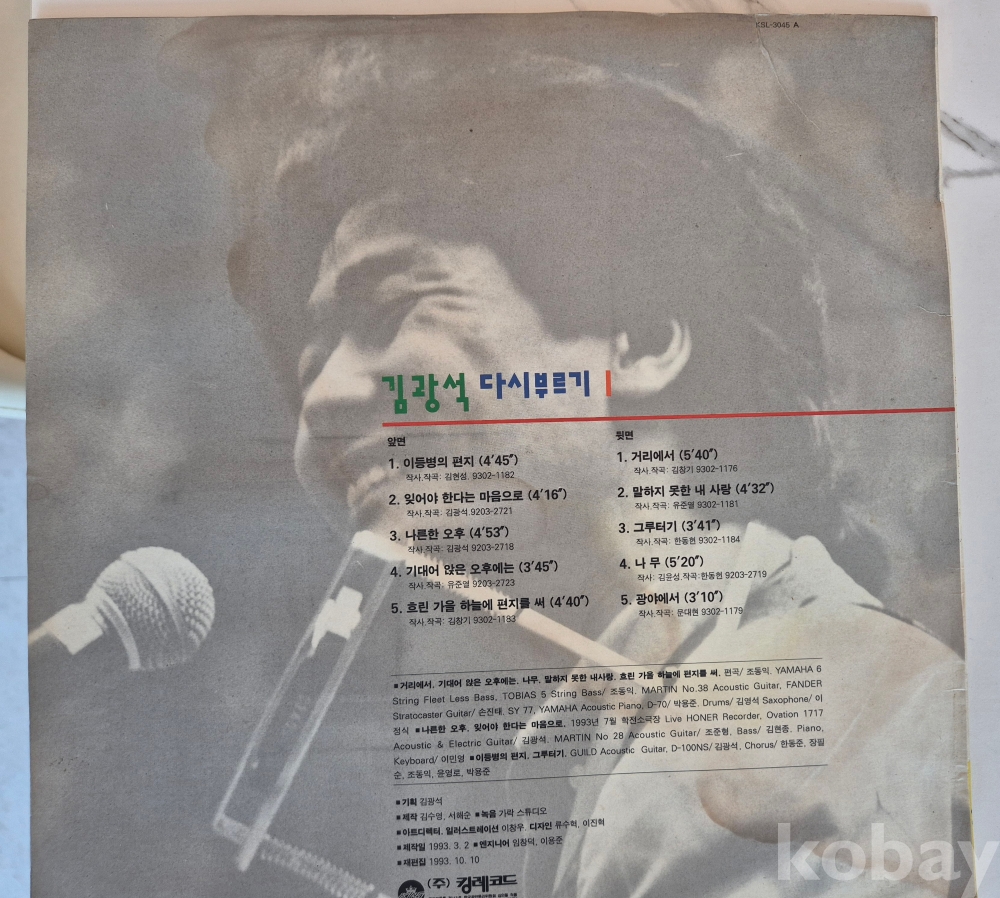 KSL-3046 A
김광석 다시부르기 1
앞면
1. 이등병의 편지 (4′45″)
작사.작곡: 김현성. 9302-1182
2. 잊어야 한다는 마음으로 (4′16″)
작사.작곡: 김광석.9203-2721
3. 나른한 오후 (4′53″)
작사.작곡: 김광석 9203-2718
4. 기대어 앉은 오후에는 (3′45″)
작사.작곡: 유준열 9203-2723
5. 흐린 가을 하늘에 편지를 써 (4′40″)
작사.작곡: 김창기 9302-1183
뒷면
1. 거리에서 (5′40″)
작사.작곡: 김창기 9302-1176
2. 말하지 못한 내 사랑 (4′32″)
작사.작곡: 유준열 9302-1181
3. 그루터기 (3′41″)
작사.작곡: 한동헌 9302-1184
4. 나 무 (5′20″)
작사: 김윤성.작곡:한동헌 9203-2719
5. 광야에서 (3′10″)
작사.작곡: 문대현 9302-1179
■거리에서, 기대어 앉은 오후에는, 나무, 말하지 못한 내사랑, 흐린 가을 하늘에 편지를 써, 편곡/ 조동익, YAMAHA 6
String Fleet Less Bass, TOBIAS 5 String Bass/ 조동익, MARTIN No.38 Acoustic Guitar, FANDER
Stratocaster Guitar/ 손진태, SY 77, YAMAHA Acoustic Piano, D-70/ 박용준, Drums/ 김영석 Saxophone/ 이
정식 ■나른한 오후, 잊어야 한다는 마음으로, 1993년 7월 학전소극장 Live HONER Recorder, Ovation 1717
Acoustic & Electric Guitar/ 김광석, MARTIN No 28 Acoustic Guitar/ 조준형, Bass/ 김현종, Piano,
Keyboard/ 이민영 ■이등병의 편지, 그루터기, GUILD Acoustic Guitar, D-100NS/ 김광석, Chorus/ 한동준, 장필
순, 조동익, 윤영로, 박용준
■기획 김광석
■제작 김수영, 서해순 ■녹음 가락 스튜디오
■아트디렉터, 일러스트레이션 이창우, 디자인 류수혁, 이진혁
■제작일 1993. 3. 2 ■엔지니어 임창덕, 이용준
■재편집 1993. 10. 10
(주) 킹레코드
kobay